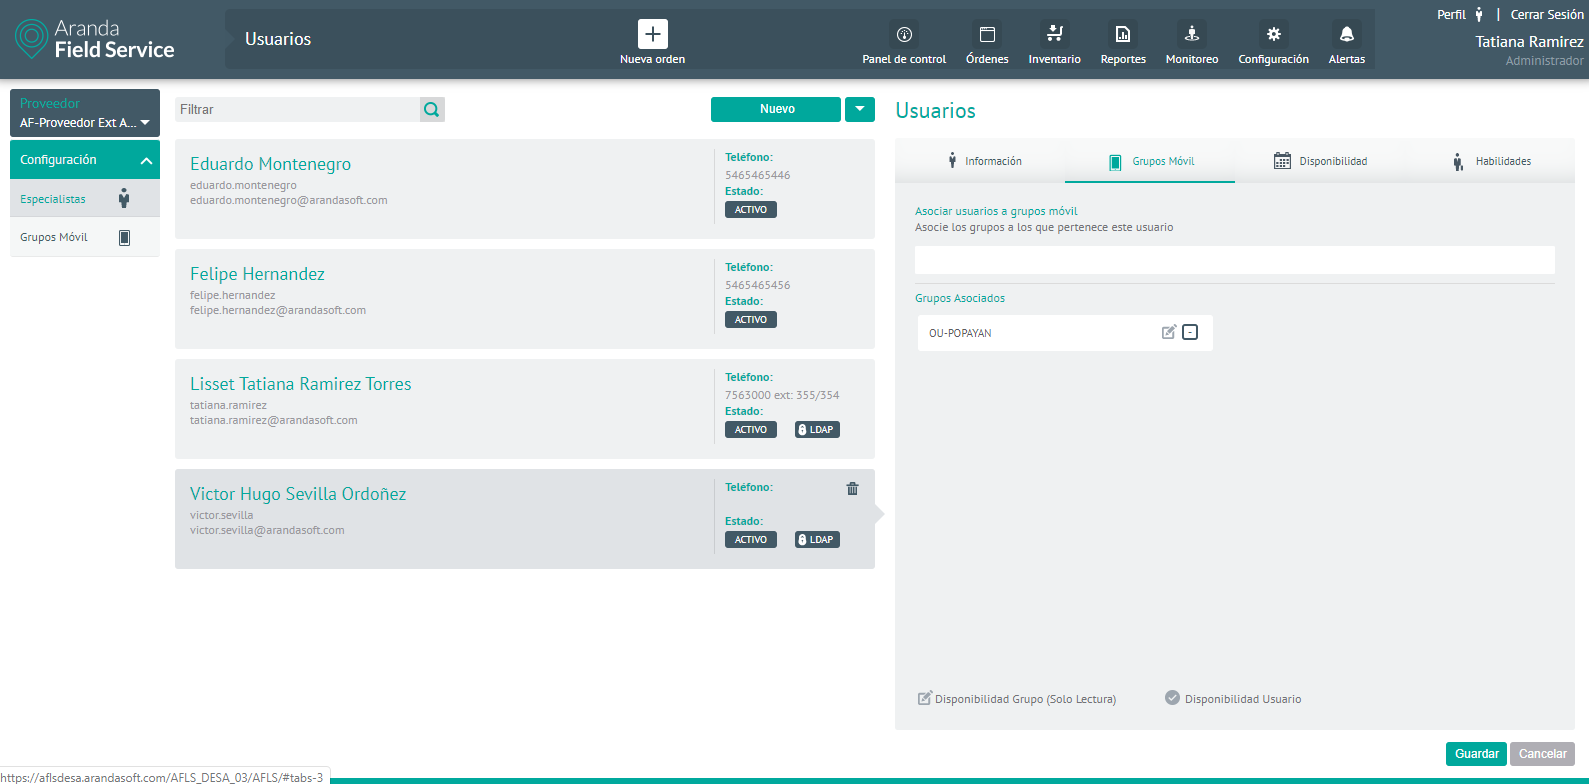 Aranda
Field Service
Usuarios
Nueva orden
Panel de control
Órdenes
Inventario
Reportes
Monitoreo
Configuración
Alertas
Perfil | Cerrar Sesión
Tatiana Ramirez
Administrador
Proveedor
AF-Proveedor Ext A...
Configuración
Especialistas
Grupos Móvil
Filtrar
Nuevo
Eduardo Montenegro
eduardo.montenegro
eduardo.montenegro@arandasoft.com
Teléfono:
5465465446
Estado:
ACTIVO
Felipe Hernandez
felipe.hernandez
felipe.hernandez@arandasoft.com
Teléfono:
5465465456
Estado:
ACTIVO
Lisset Tatiana Ramirez Torres
tatiana.ramirez
tatiana.ramirez@arandasoft.com
Teléfono:
7563000 ext: 355/354
Estado:
ACTIVO LDAP
Victor Hugo Sevilla Ordoñez
victor.sevilla
victor.sevilla@arandasoft.com
Teléfono:
Estado:
ACTIVO LDAP
Usuarios
Información
Grupos Móvil
Disponibilidad
Habilidades
Asociar usuarios a grupos móvil
Asocie los grupos a los que pertenece este usuario
Grupos Asociados
OU-POPAYAN
Disponibilidad Grupo (Solo Lectura)
Disponibilidad Usuario
Guardar
Cancelar
https://aflsdesa.arandasoft.com/AFLS_DESA_03/AFLS/#tabs-3